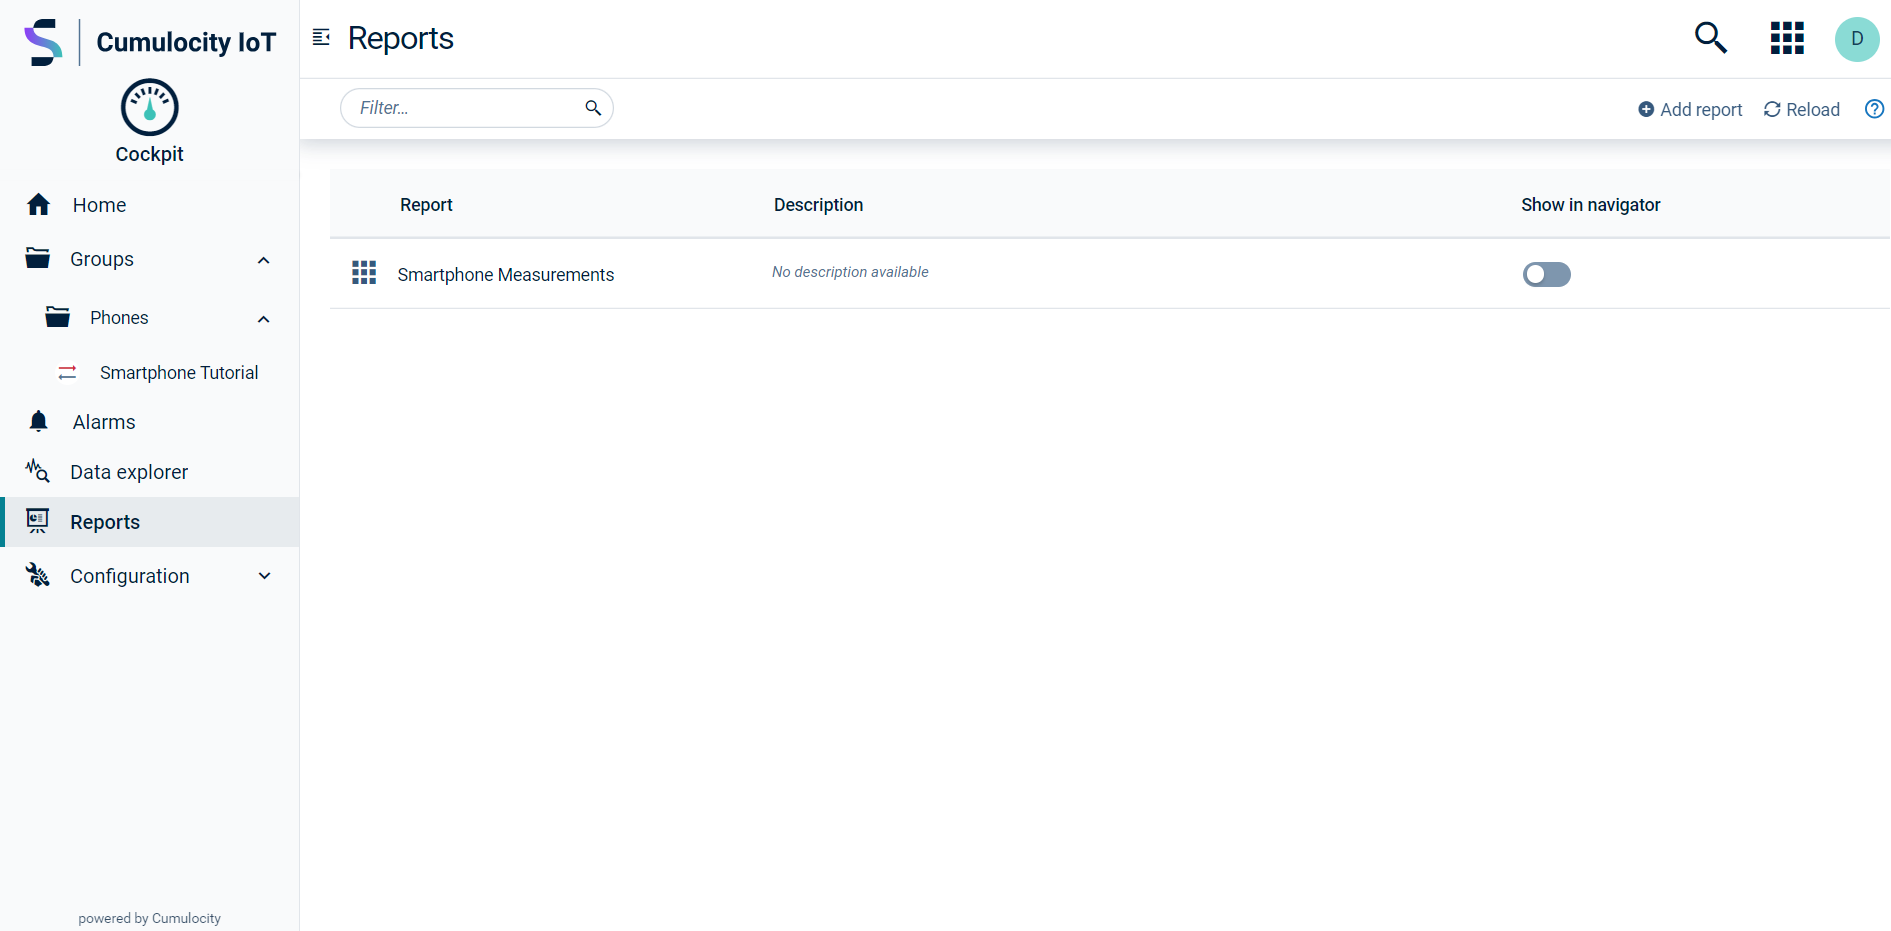 Cumulocity IoT
Cockpit
Home
Groups
Phones
Smartphone Tutorial
Alarms
Data explorer
Reports
Configuration
powered by Cumulocity
Reports
D
Filter...
Add report
Reload
?
Report Description Show in navigator
Smartphone Measurements No description available